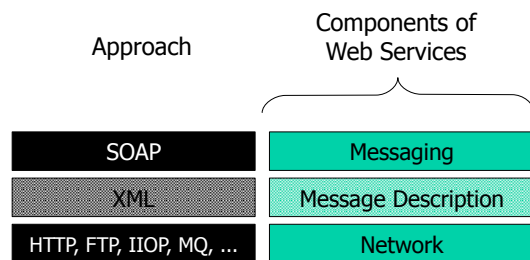 Approach
Components of
Web Services
SOAP
Messaging
XML
Message Description
HTTP, FTP, IIOP, MQ, ...
Network